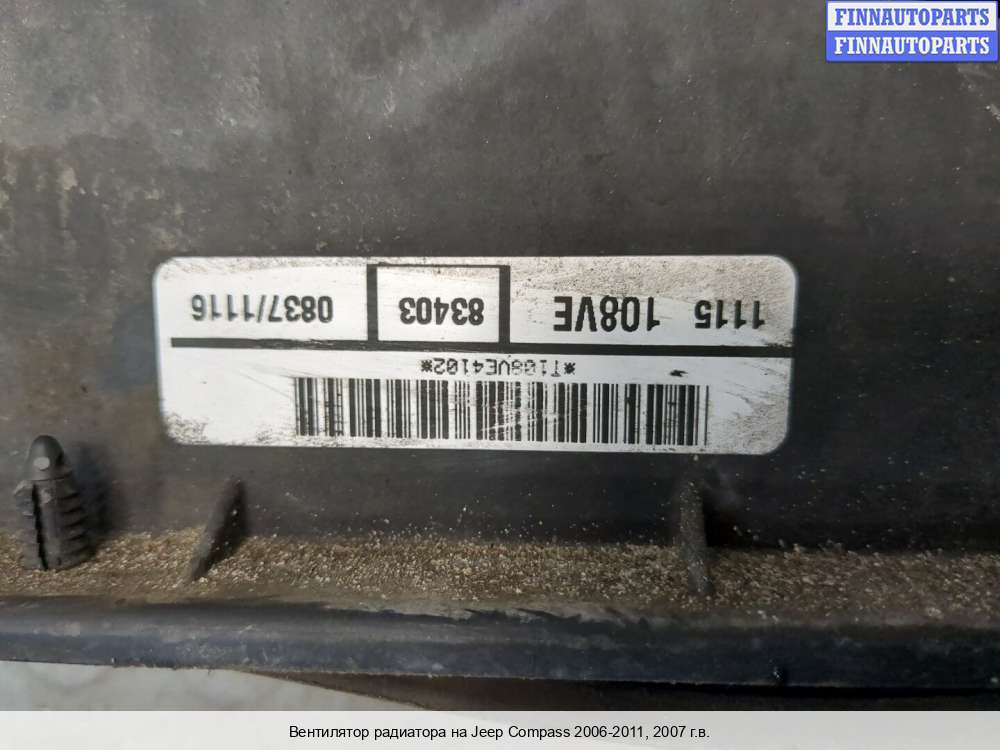 FINNAUTOPARTS
FINNAUTOPARTS
*T108VE4102*
1115 108VE 83403 0837/1116
Вентилятор радиатора на Jeep Compass 2006-2011, 2007 г.в.